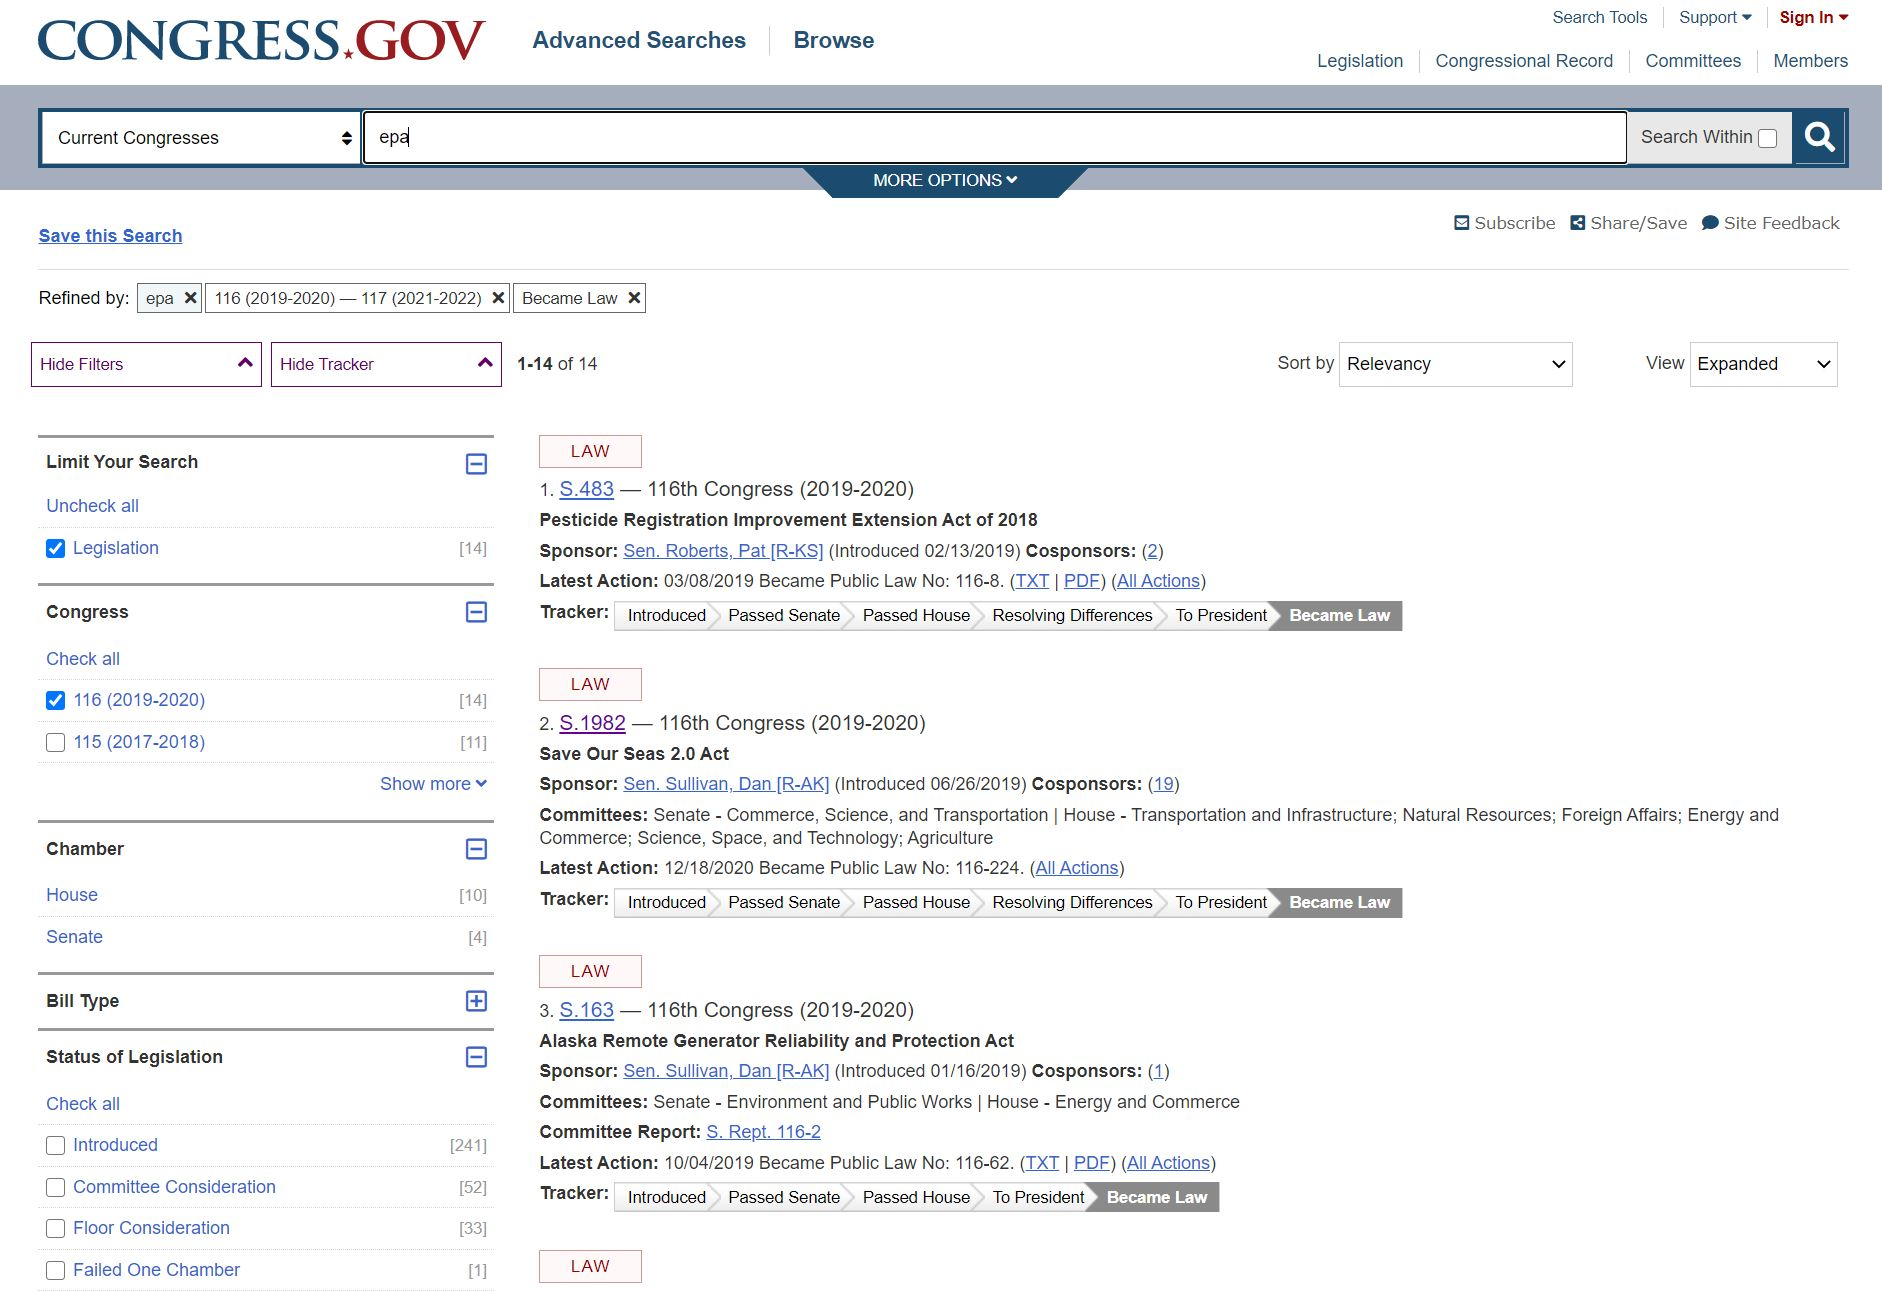 CONGRESS.GOV
Advanced Searches
Browse
Search Tools
Support
Sign In
Legislation
Congressional Record
Committees
Members
Current Congresses
epa
Search Within
MORE OPTIONS
Save this Search
Subscribe
Share/Save
Site Feedback
Refined by:
epa ×
116 (2019-2020) — 117 (2021-2022) ×
Became Law ×
Hide Filters
Hide Tracker
1-14 of 14
Sort by Relevancy
View Expanded
Limit Your Search
Uncheck all
Legislation [14]
Congress
Check all
116 (2019-2020) [14]
115 (2017-2018) [11]
Show more
Chamber
House [10]
Senate [4]
Bill Type
Status of Legislation
Check all
Introduced [241]
Committee Consideration [52]
Floor Consideration [33]
Failed One Chamber [1]
LAW
1. S.483 — 116th Congress (2019-2020)
Pesticide Registration Improvement Extension Act of 2018
Sponsor: Sen. Roberts, Pat [R-KS] (Introduced 02/13/2019) Cosponsors: (2)
Latest Action: 03/08/2019 Became Public Law No: 116-8. (TXT | PDF) (All Actions)
Tracker: Introduced Passed Senate Passed House Resolving Differences To President Became Law
LAW
2. S.1982 — 116th Congress (2019-2020)
Save Our Seas 2.0 Act
Sponsor: Sen. Sullivan, Dan [R-AK] (Introduced 06/26/2019) Cosponsors: (19)
Committees: Senate - Commerce, Science, and Transportation | House - Transportation and Infrastructure; Natural Resources; Foreign Affairs; Energy and
Commerce; Science, Space, and Technology; Agriculture
Latest Action: 12/18/2020 Became Public Law No: 116-224. (All Actions)
Tracker: Introduced Passed Senate Passed House Resolving Differences To President Became Law
LAW
3. S.163 — 116th Congress (2019-2020)
Alaska Remote Generator Reliability and Protection Act
Sponsor: Sen. Sullivan, Dan [R-AK] (Introduced 01/16/2019) Cosponsors: (1)
Committees: Senate - Environment and Public Works | House - Energy and Commerce
Committee Report: S. Rept. 116-2
Latest Action: 10/04/2019 Became Public Law No: 116-62. (TXT | PDF) (All Actions)
Tracker: Introduced Passed Senate Passed House To President Became Law
LAW